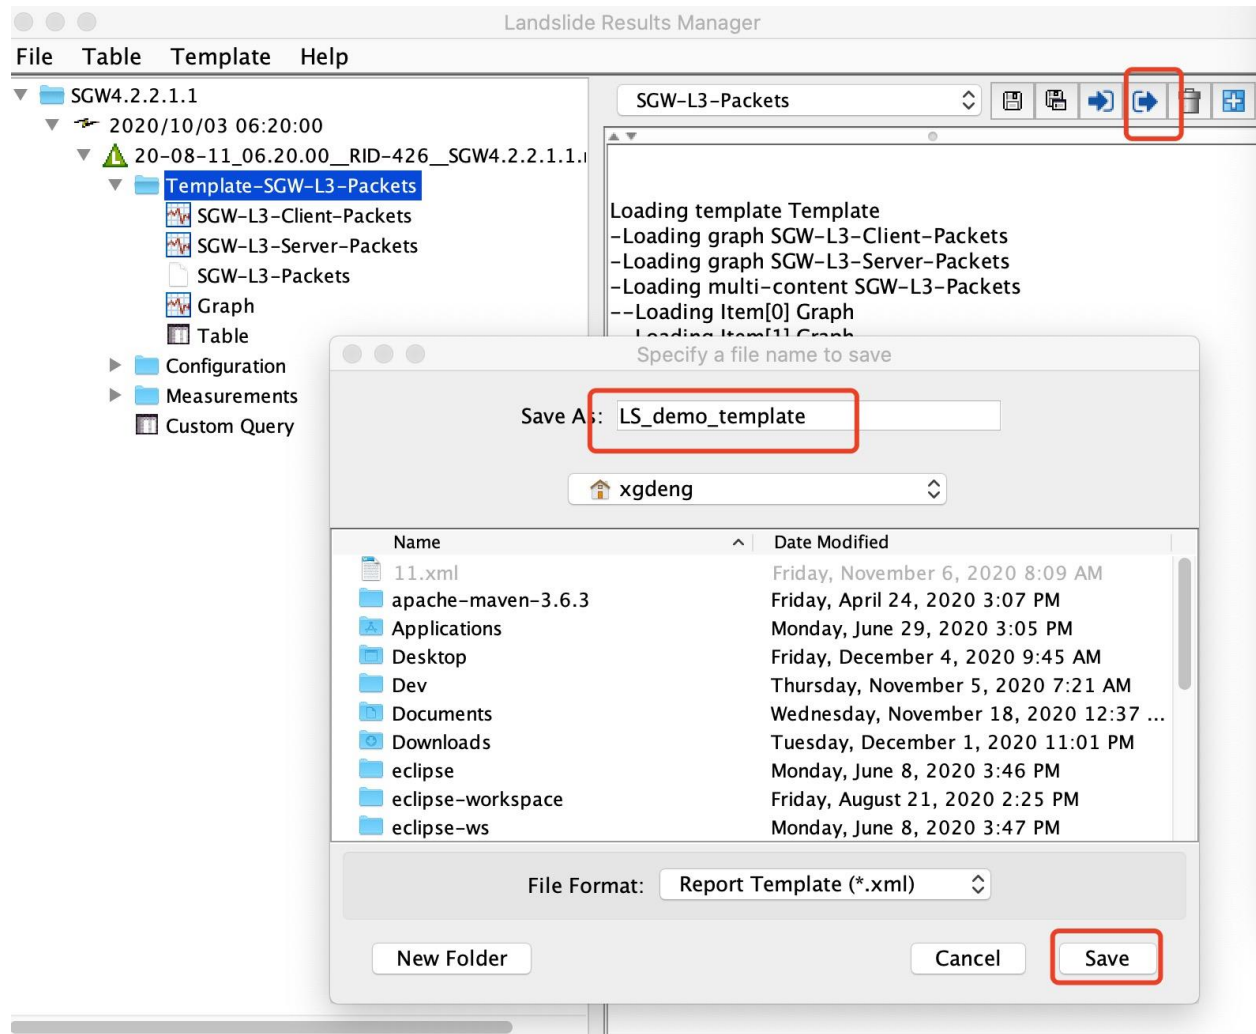 Landslide Results Manager
File Table Template Help
SGW4.2.2.1.1
2020/10/03 06:20:00
20-08-11_06.20.00__RID-426__SGW4.2.2.1.1.
Template-SGW-L3-Packets
SGW-L3-Client-Packets
SGW-L3-Server-Packets
SGW-L3-Packets
Graph
Table
Configuration
Measurements
Custom Query
SGW-L3-Packets
Loading template Template
-Loading graph SGW-L3-Client-Packets
-Loading graph SGW-L3-Server-Packets
-Loading multi-content SGW-L3-Packets
--Loading Item[0] Graph
--Loading Item[1] Graph
Specify a file name to save
Save As: LS_demo_template
xgdeng
Name Date Modified
11.xml Friday, November 6, 2020 8:09 AM
apache-maven-3.6.3 Friday, April 24, 2020 3:07 PM
Applications Monday, June 29, 2020 3:05 PM
Desktop Friday, December 4, 2020 9:45 AM
Dev Thursday, November 5, 2020 7:21 AM
Documents Wednesday, November 18, 2020 12:37 ...
Downloads Tuesday, December 1, 2020 11:01 PM
eclipse Monday, June 8, 2020 3:46 PM
eclipse-workspace Friday, August 21, 2020 2:25 PM
eclipse-ws Monday, June 8, 2020 3:47 PM
File Format: Report Template (*.xml)
New Folder Cancel Save